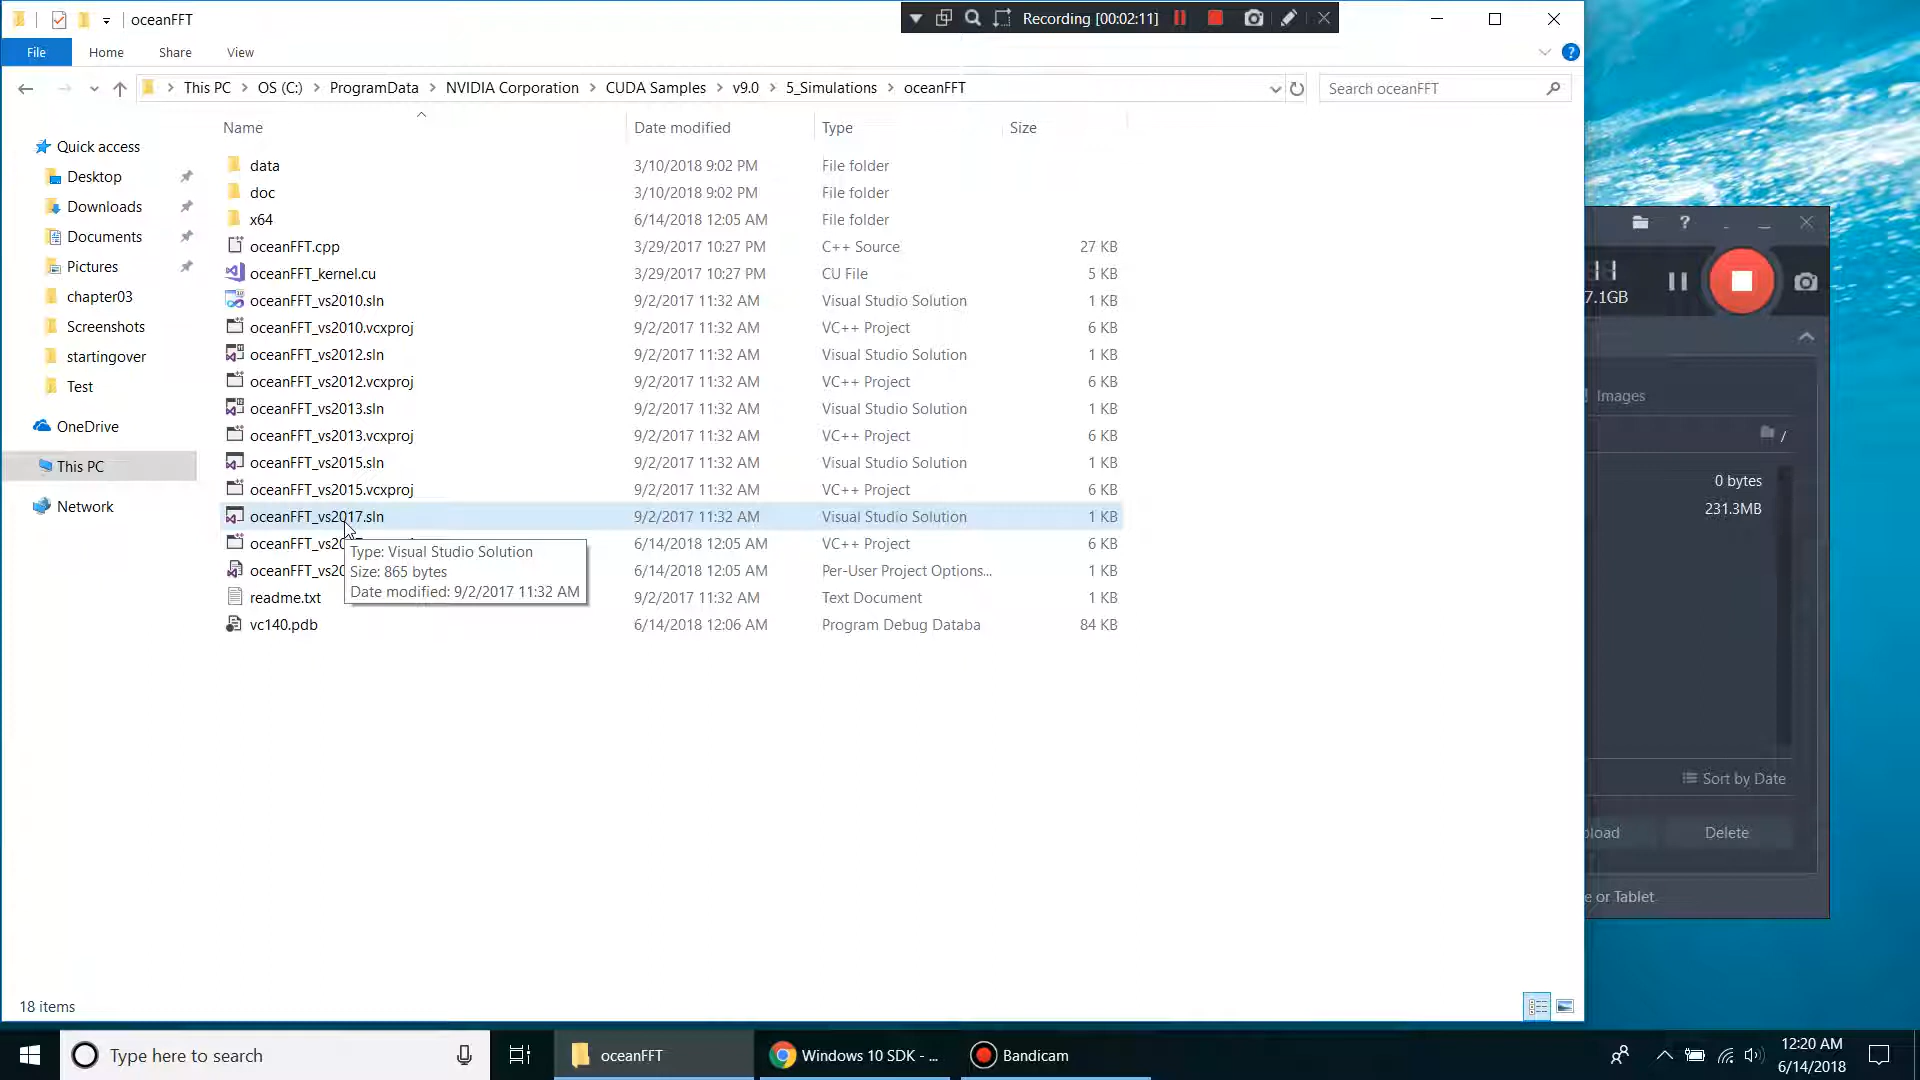 oceanFFT
Recording [00:02:11]
File Home Share View
This PC OS (C:) ProgramData NVIDIA Corporation CUDA Samples v9.0 5_Simulations oceanFFT
Search oceanFFT
Name Date modified Type Size
Quick access
Desktop
Downloads
Documents
Pictures
chapter03
Screenshots
startingover
Test
OneDrive
This PC
Network
data 3/10/2018 9:02 PM File folder
doc 3/10/2018 9:02 PM File folder
x64 6/14/2018 12:05 AM File folder
oceanFFT.cpp 3/29/2017 10:27 PM C++ Source 27 KB
oceanFFT_kernel.cu 3/29/2017 10:27 PM CU File 5 KB
oceanFFT_vs2010.sln 9/2/2017 11:32 AM Visual Studio Solution 1 KB
oceanFFT_vs2010.vcxproj 9/2/2017 11:32 AM VC++ Project 6 KB
oceanFFT_vs2012.sln 9/2/2017 11:32 AM Visual Studio Solution 1 KB
oceanFFT_vs2012.vcxproj 9/2/2017 11:32 AM VC++ Project 6 KB
oceanFFT_vs2013.sln 9/2/2017 11:32 AM Visual Studio Solution 1 KB
oceanFFT_vs2013.vcxproj 9/2/2017 11:32 AM VC++ Project 6 KB
oceanFFT_vs2015.sln 9/2/2017 11:32 AM Visual Studio Solution 1 KB
oceanFFT_vs2015.vcxproj 9/2/2017 11:32 AM VC++ Project 6 KB
oceanFFT_vs2017.sln 9/2/2017 11:32 AM Visual Studio Solution 1 KB
oceanFFT_vs20 6/14/2018 12:05 AM VC++ Project 6 KB
oceanFFT_vs20 6/14/2018 12:05 AM Per-User Project Options... 1 KB
readme.txt 9/2/2017 11:32 AM Text Document 1 KB
vc140.pdb 6/14/2018 12:06 AM Program Debug Databa 84 KB
Type: Visual Studio Solution
Size: 865 bytes
Date modified: 9/2/2017 11:32 AM
18 items
?
7.1GB
Images
/
0 bytes
231.3MB
Sort by Date
Delete
e or Tablet
Type here to search
oceanFFT
Windows 10 SDK - ...
Bandicam
12:20 AM
6/14/2018